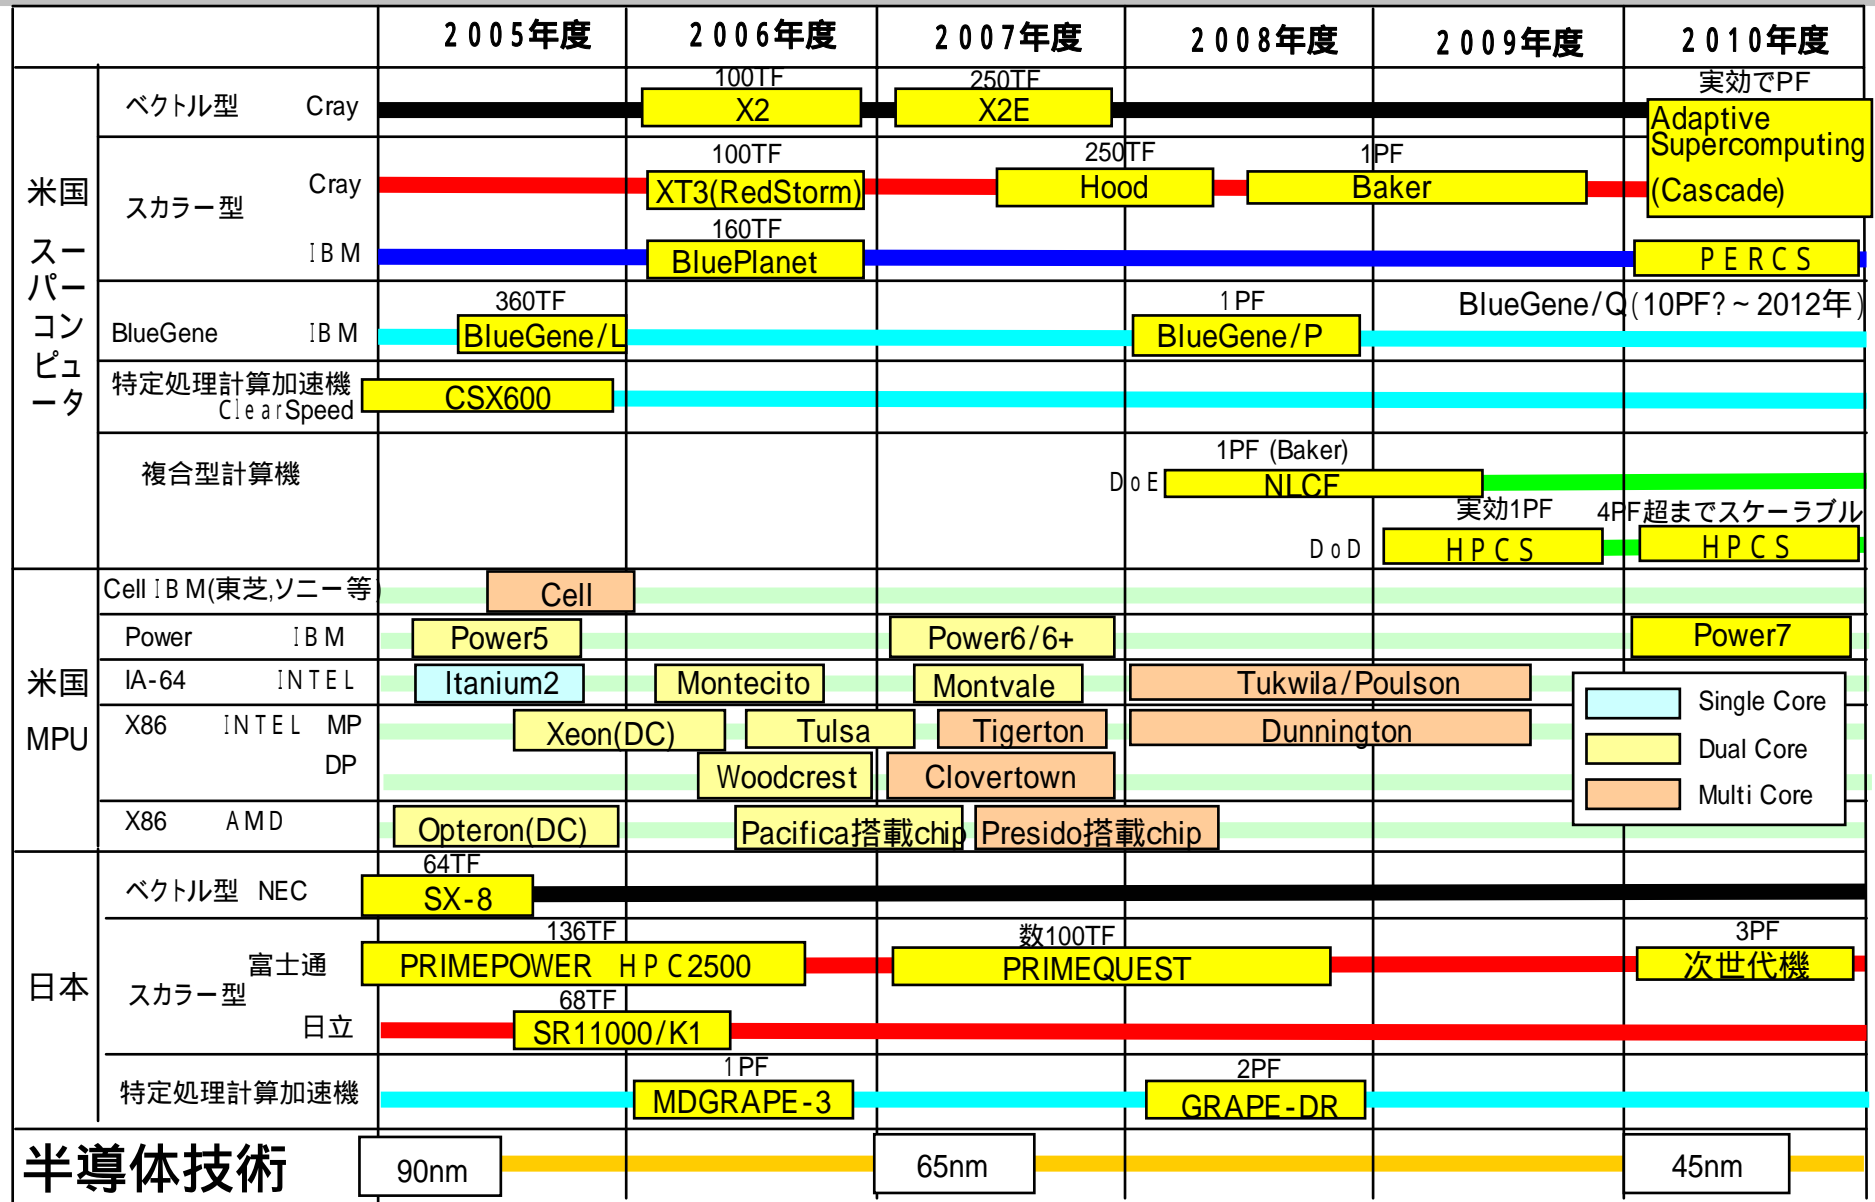 2005年度 2006年度 2007年度 2008年度 2009年度 2010年度
米国
スーパーコンピュータ
ベクトル型 Cray
100TF
X2
250TF
X2E
実効でPF
Adaptive
Supercomputing
(Cascade)
スカラー型
Cray
100TF
XT3(RedStorm)
250TF
Hood
1PF
Baker
IBM
160TF
BluePlanet
PERCS
BlueGene IBM
360TF
BlueGene/L
1PF
BlueGene/P
BlueGene/Q(10PF?~2012年)
特定処理計算加速機
ClearSpeed
CSX600
複合型計算機
1PF (Baker)
DoE
NLCF
実効1PF
4PF超までスケーラブル
DoD
HPCS
HPCS
米国
MPU
Cell IBM(東芝,ソニー等)
Cell
Power IBM
Power5
Power6/6+
Power7
IA-64 INTEL
Itanium2
Montecito
Montvale
Tukwila/Poulson
X86 INTEL MP
Xeon(DC)
Tulsa
Tigerton
Dunnington
DP
Woodcrest
Clovertown
X86 AMD
Opteron(DC)
Pacifica搭載chip
Presido搭載chip
Single Core
Dual Core
Multi Core
日本
ベクトル型 NEC
64TF
SX-8
スカラー型
富士通
136TF
PRIMEPOWER HPC2500
数100TF
PRIMEQUEST
3PF
次世代機
日立
68TF
SR11000/K1
特定処理計算加速機
1PF
MDGRAPE-3
2PF
GRAPE-DR
半導体技術
90nm
65nm
45nm